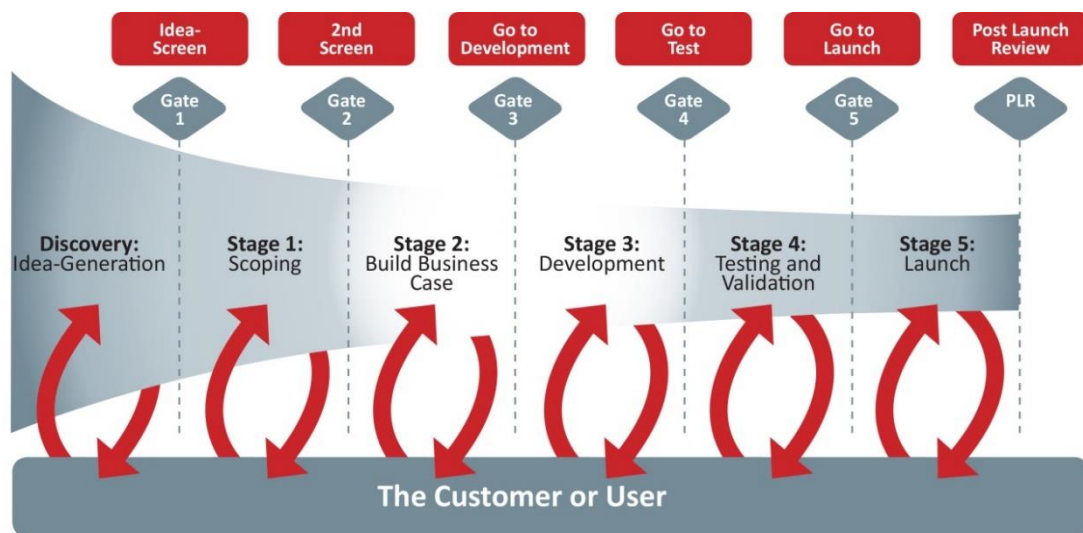 Idea-
Screen
2nd
Screen
Go to
Development
Go to
Test
Go to
Launch
Post Launch
Review
Gate
1
Gate
2
Gate
3
Gate
4
Gate
5
PLR
Discovery:
Idea-Generation
Stage 1:
Scoping
Stage 2:
Build Business
Case
Stage 3:
Development
Stage 4:
Testing and
Validation
Stage 5:
Launch
The Customer or User